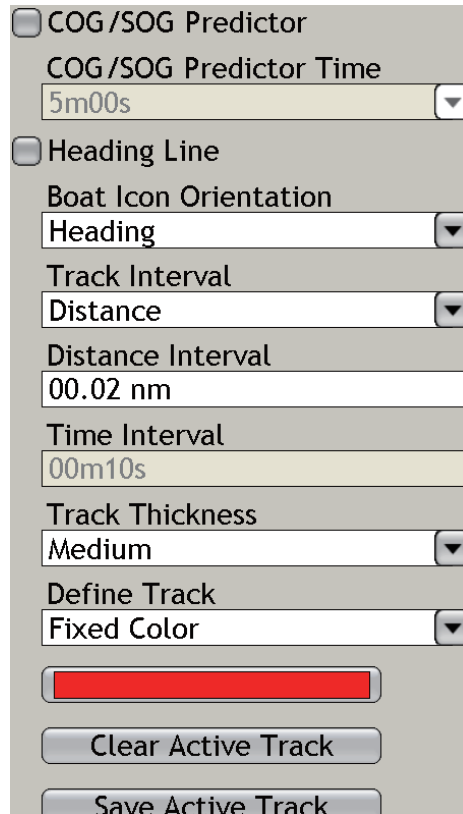 COG/SOG Predictor
COG/SOG Predictor Time
5m00s
Heading Line
Boat Icon Orientation
Heading
Track Interval
Distance
Distance Interval
00.02 nm
Time Interval
00m10s
Track Thickness
Medium
Define Track
Fixed Color
Clear Active Track
Save Active Track